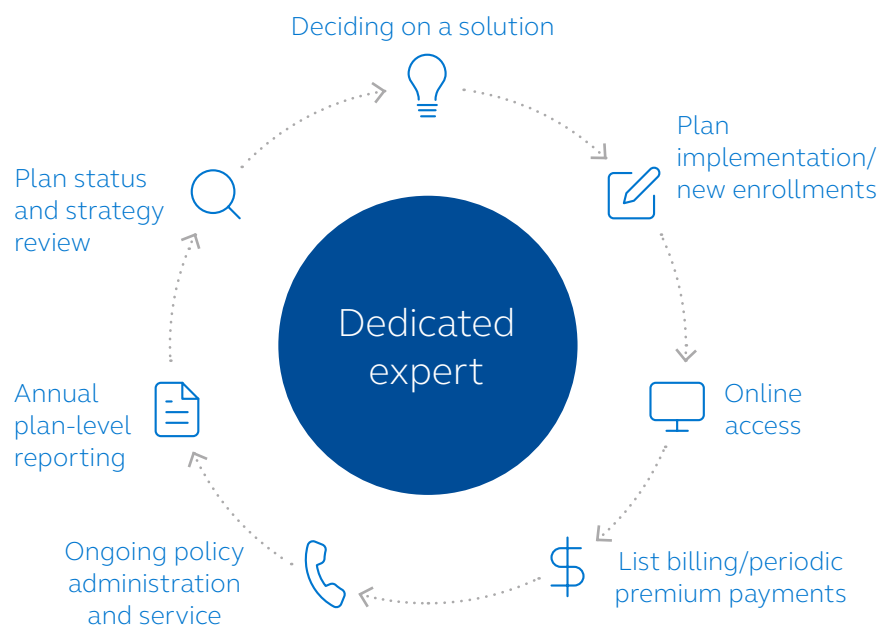 Deciding on a solution
Plan
implementation/
new enrollments
Online
access
List billing/periodic
premium payments
Ongoing policy
administration
and service
Annual
plan-level
reporting
Plan status
and strategy
review
Dedicated
expert